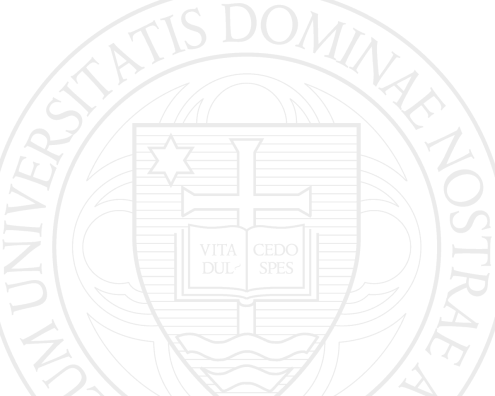 UM UNIVERSITATIS DOMINAE NOSTRAE A
VITA CEDO
DUL- SPES